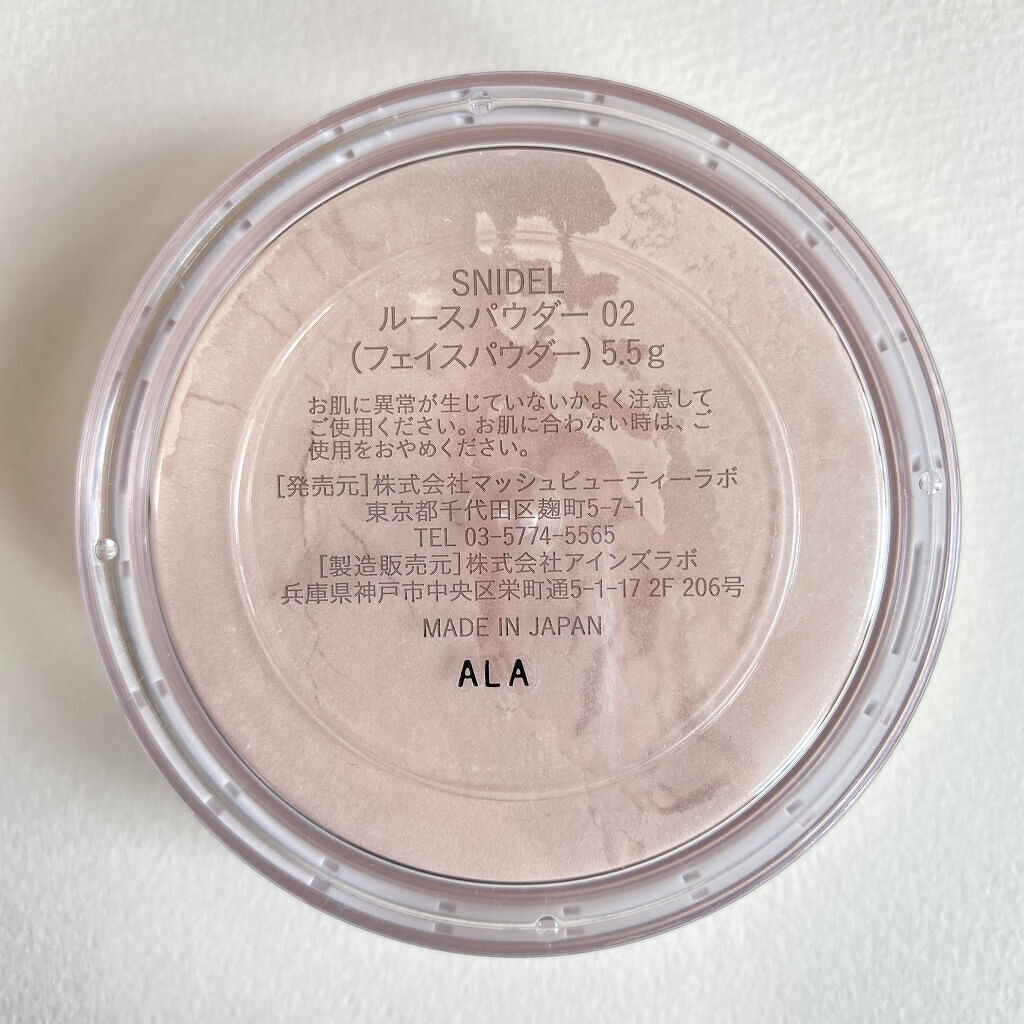 SNIDEL
ルースパウダー 02
(フェイスパウダー) 5.5g
お肌に異常が生じていないかよく注意して
ご使用ください。お肌に合わない時は、ご
使用をおやめください。
[発売元]株式会社マッシュビューティーラボ
東京都千代田区麹町5-7-1
TEL 03-5774-5565
[製造販売元]株式会社アインズラボ
兵庫県神戸市中央区栄町通5-1-17 2F 206号
MADE IN JAPAN
ALA